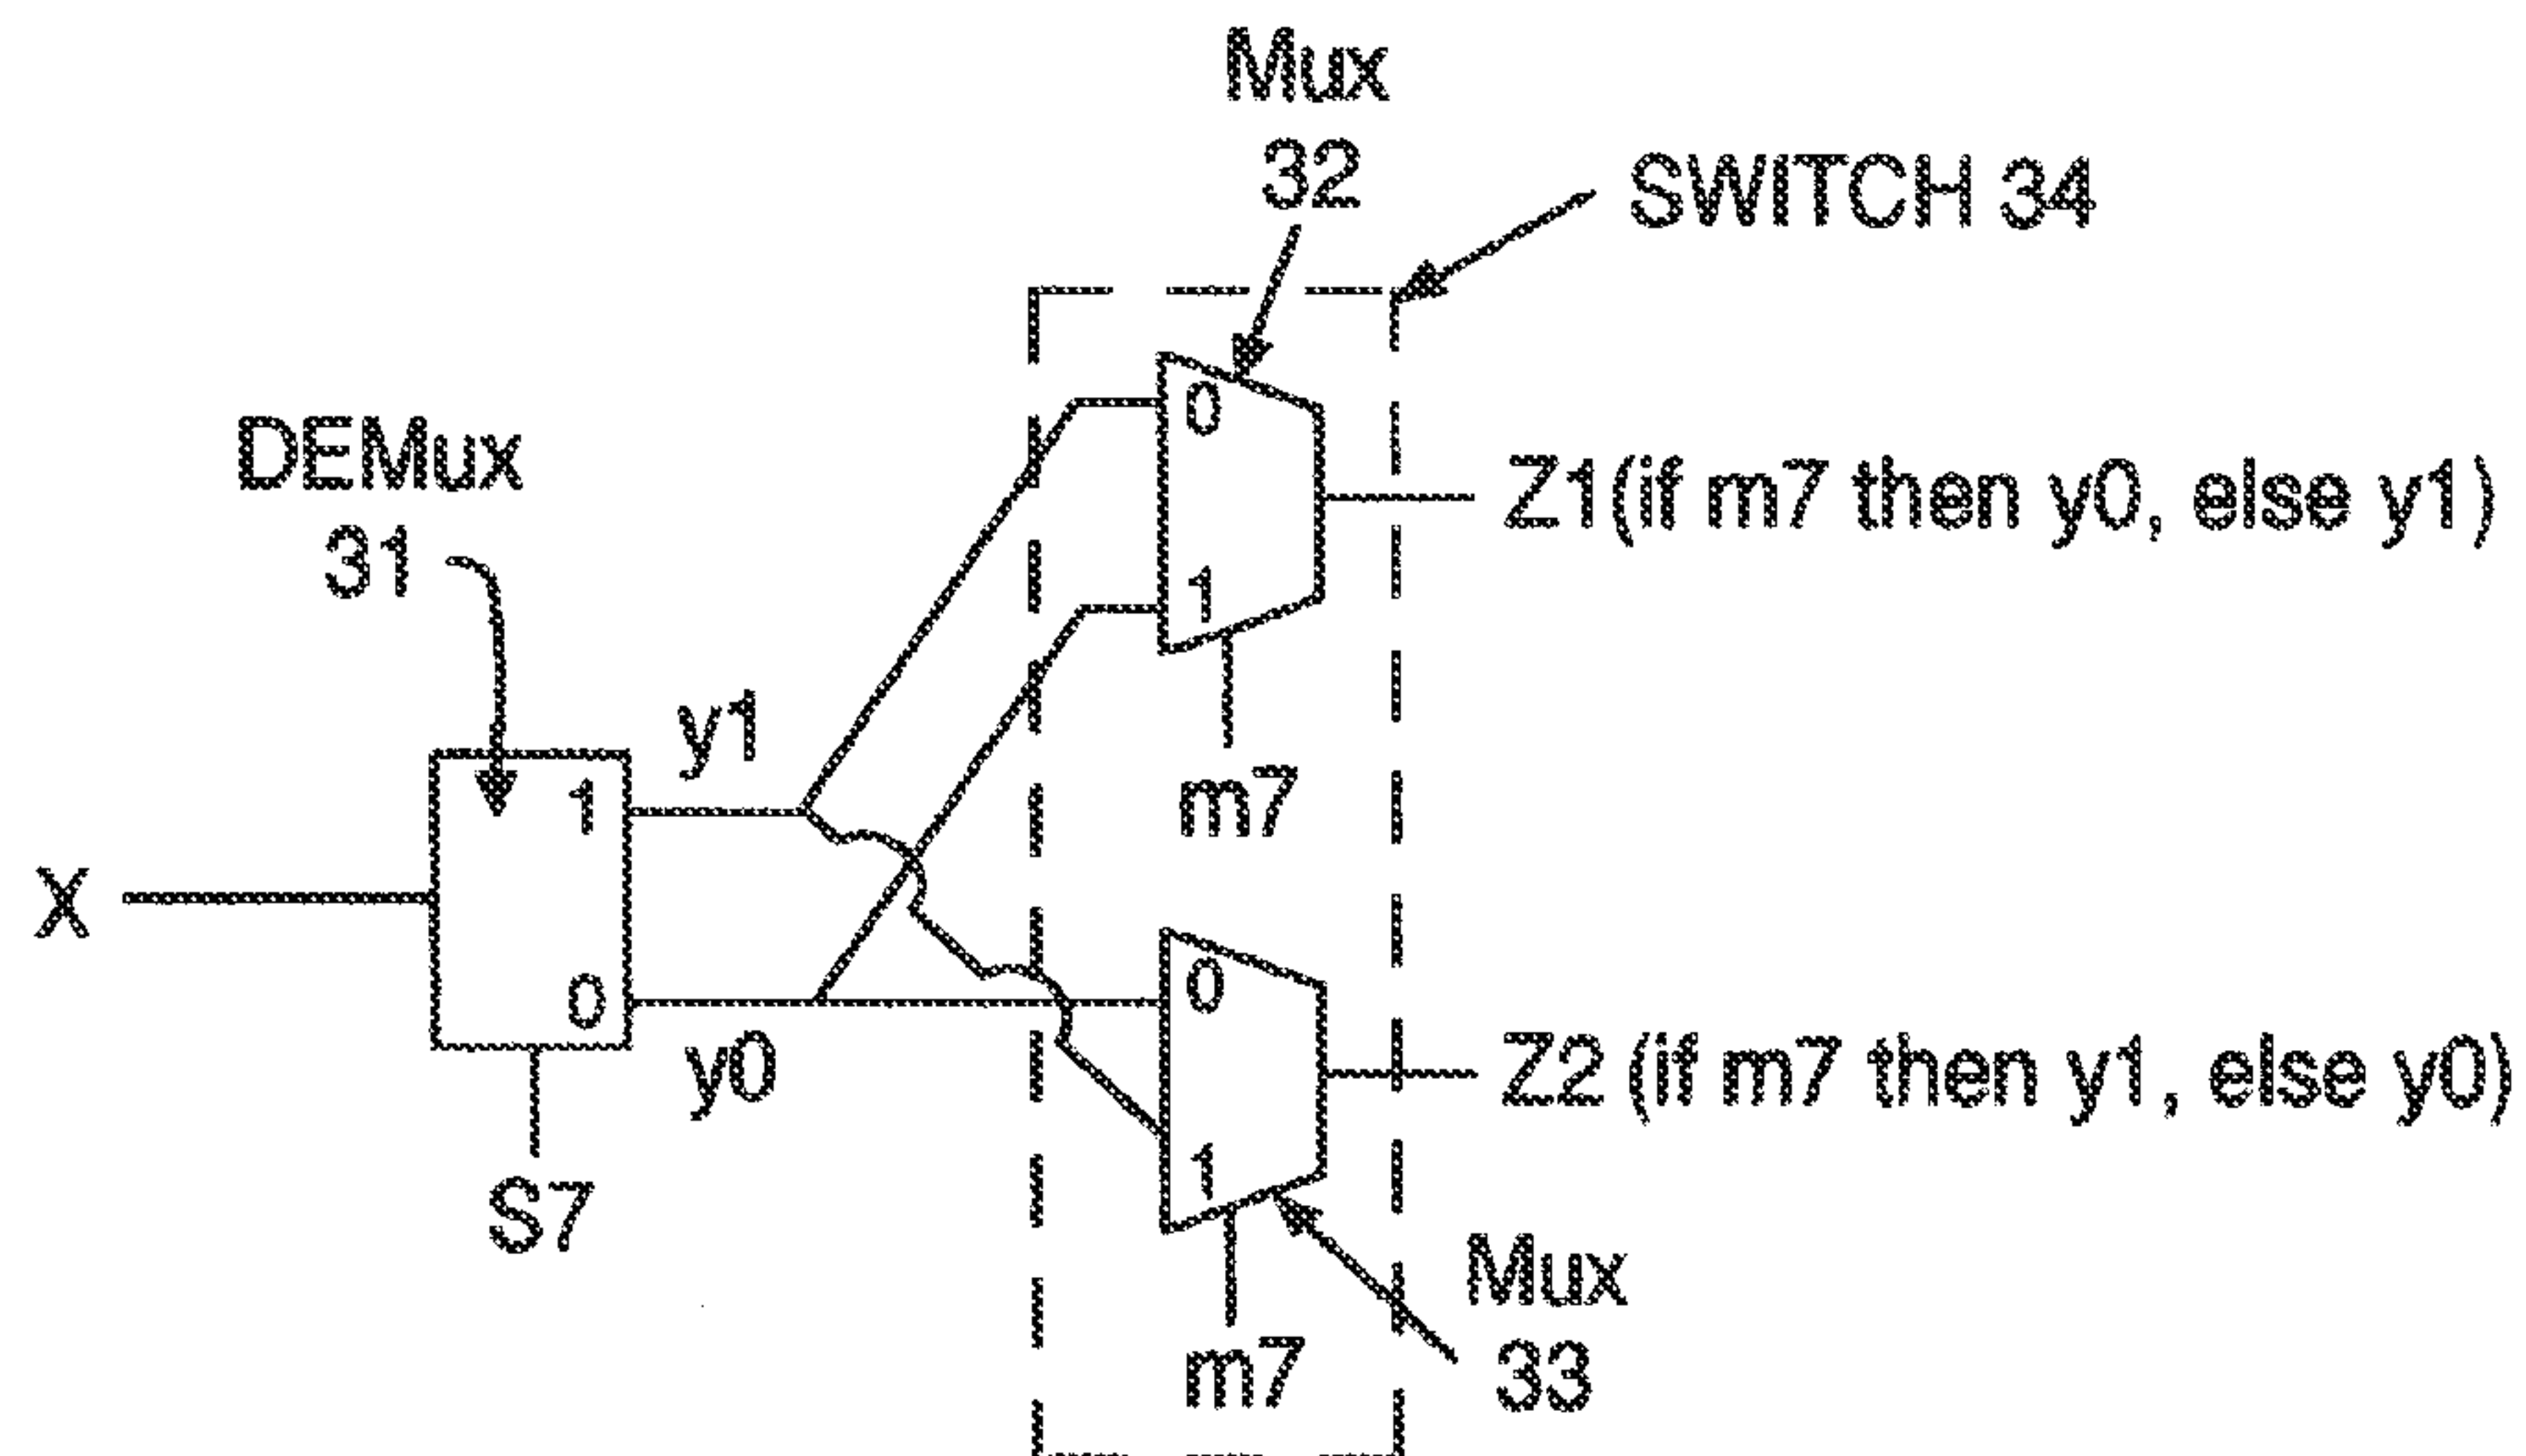 Mux
32
SWITCH 34
DEMux
31
0
Z1(if m7 then y0, else y1)
1
y1
m7
1
X
0
0
y0
Z2 (if m7 then y1, else y0)
1
S7
Mux
m7
33